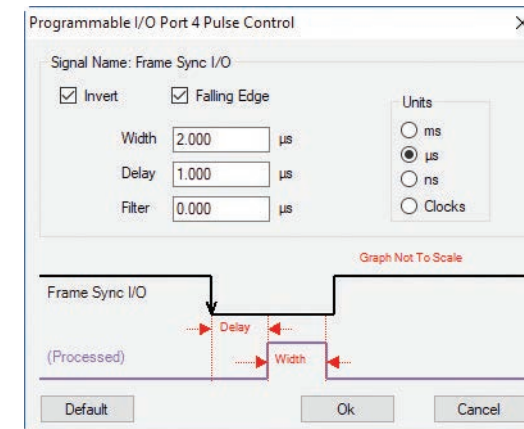 Programmable I/O Port 4 Pulse Control
Signal Name: Frame Sync I/O
Invert
Falling Edge
Units
Width 2.000 µs
ms
µs
Delay 1.000 µs
ns
Filter 0.000 µs
Clocks
Graph Not To Scale
Frame Sync I/O
Delay
(Processed)
Width
Default
Ok
Cancel